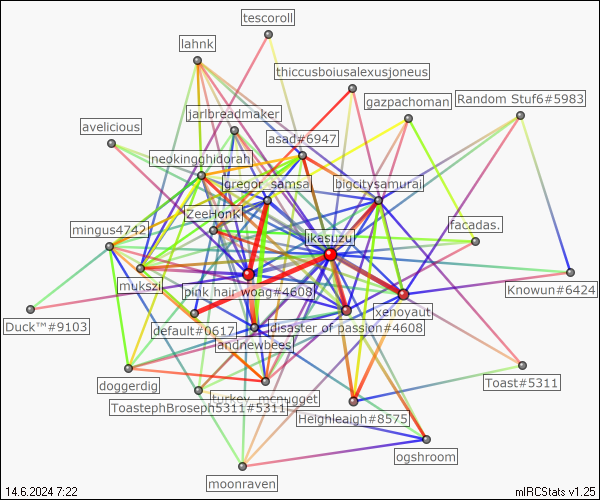 tescoroll
lahnk
thiccusboiusalexusjoneus
gazpachoman
Random Stuf6#5983
jarlbreadmaker
avelicious
asad#6947
neokingghidorah
gregor_samsa
bigcitysamurai
ZeeHonk
facadas.
mingus4742
ikasuzu
mukszi
pink hair woag#4608
Knowun#6424
xenoyaut
Duck™#9103
default#0617
disaster of passion#4608
andnewbees
doggerdig
Toast#5311
turkey_mcnugget
ToastephBroseph5311#5311
Heighleagh#8575
ogshroom
moonraven
14.6.2024 7:22
mIRCStats v1.25